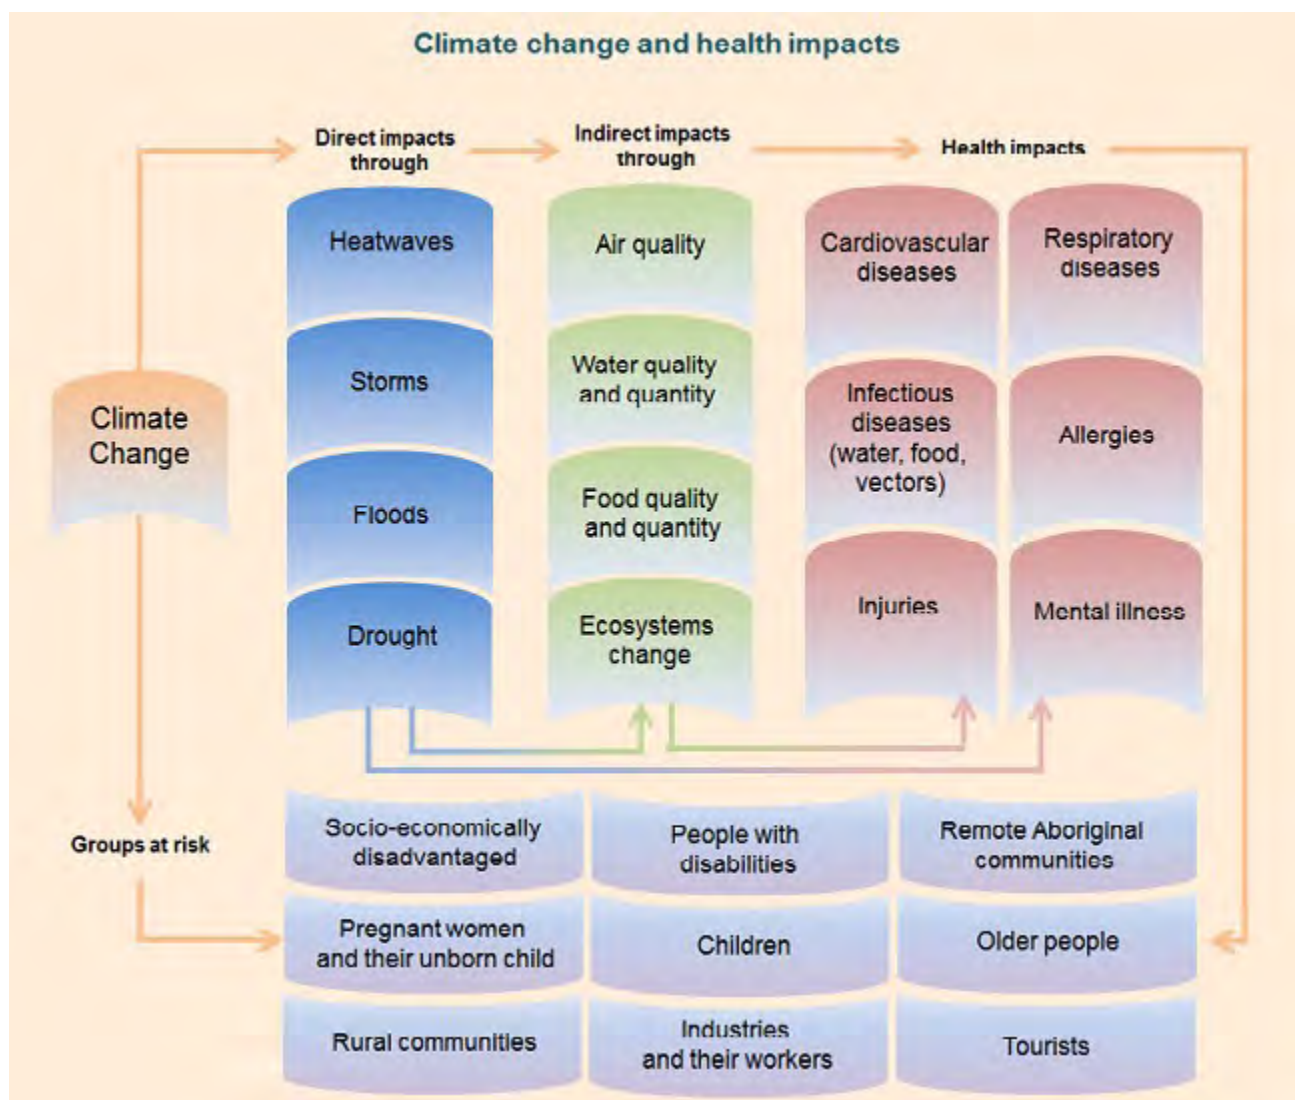 Climate change and health impacts
Direct impacts
through
Indirect impacts
through
Health impacts
Heatwaves
Storms
Floods
Drought
Air quality
Water quality
and quantity
Food quality
and quantity
Ecosystems
change
Cardiovascular
diseases
Respiratory
diseases
Infectious
diseases
(water, food,
vectors)
Allergies
Injuries
Mental illness
Climate
Change
Groups at risk
Socio-economically
disadvantaged
People with
disabilities
Remote Aboriginal
communities
Pregnant women
and their unborn child
Children
Older people
Rural communities
Industries
and their workers
Tourists